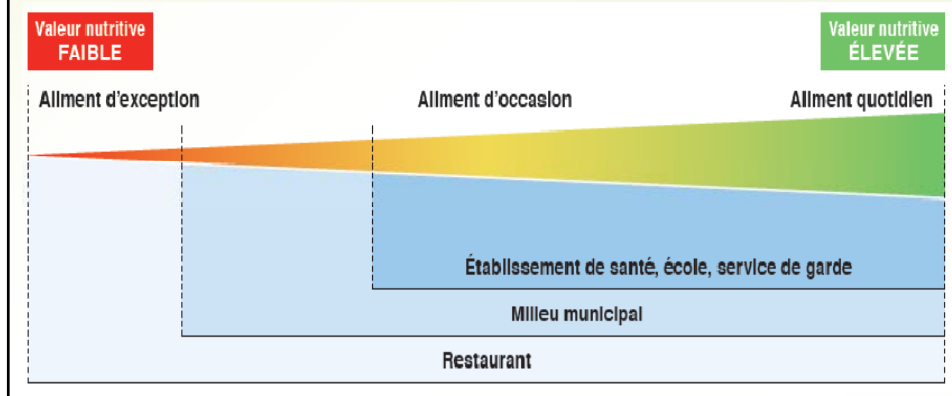 Valeur nutritive
FAIBLE
Valeur nutritive
ÉLEVÉE
Aliment d'exception
Aliment d'occasion
Aliment quotidien
Établissement de santé, école, service de garde
Milieu municipal
Restaurant